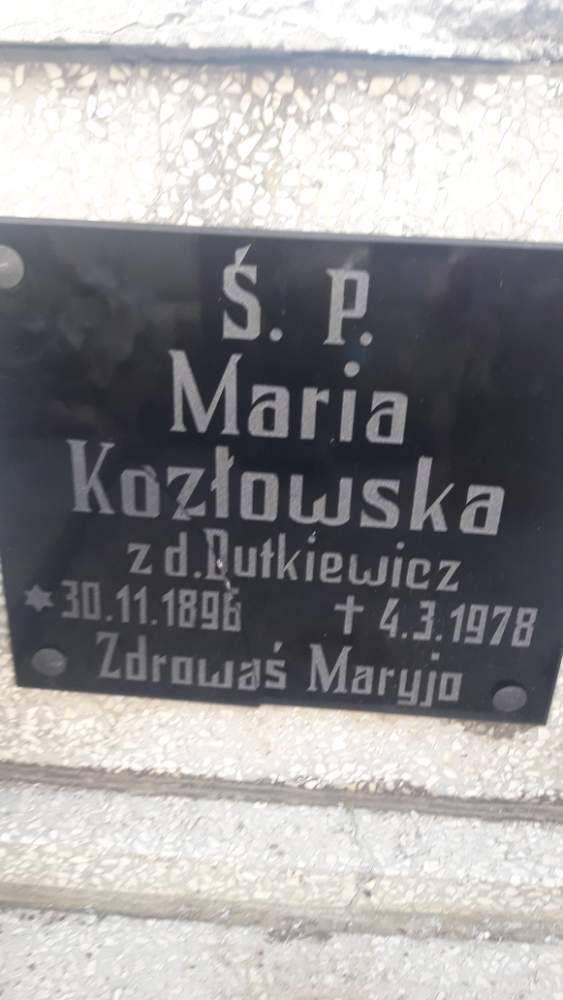 Ś. P.
Maria
Kozłowska
z d. Dutkiewicz
30.11.1896 † 4.3.1978
Zdrowaś Maryjo